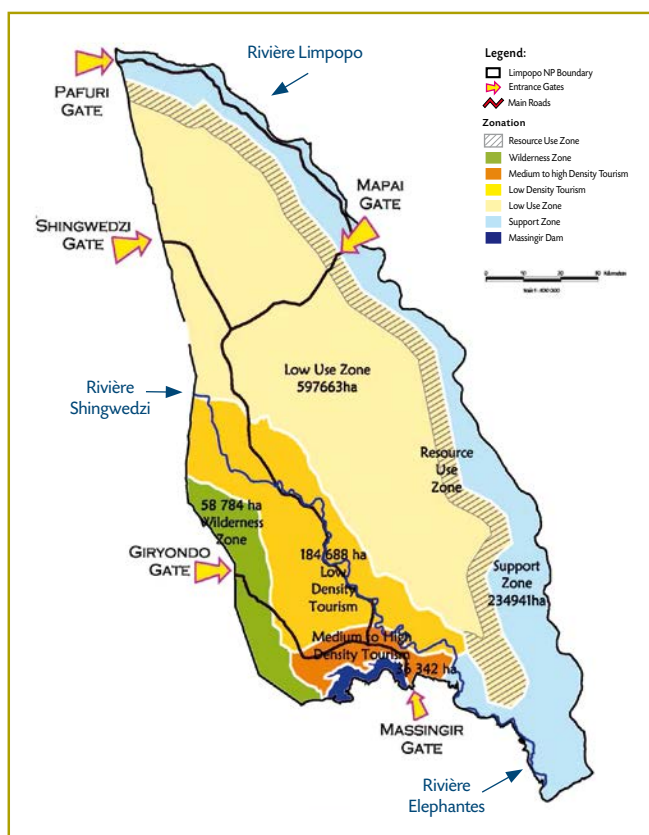 Rivière Limpopo
PAFURI
GATE
MAPAI
GATE
SHINGWEDZI
GATE
Legend:
Limpopo NP Boundary
Entrance Gates
Main Roads
Zonation
Resource Use Zone
Wilderness Zone
Medium to high Density Tourism
Low Density Tourism
Low Use Zone
Support Zone
Massingir Dam
Low Use Zone
597663ha
Rivière
Shingwedzi
Resource
Use
Zone
58 784 ha
Wilderness
Zone
GIRYONDO
GATE
184 688 ha
Low
Density
Tourism
Support
Zone
234941ha
Medium to High
Density Tourism
36 342 ha
MASSINGIR
GATE
Rivière
Elephantes